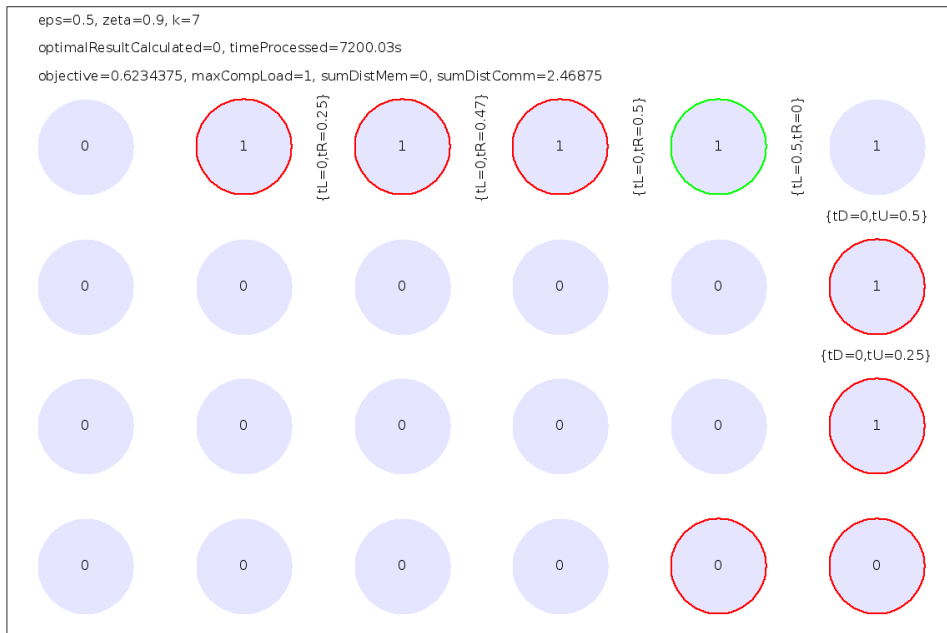 eps=0.5, zeta=0.9, k=7
optimalResultCalculated=0, timeProcessed=7200.03s
objective=0.6234375, maxCompLoad=1, sumDistMem=0, sumDistComm=2.46875
0 1 {tL=0,tR=0.25} 1 {tL=0,tR=0.47} 1 {tL=0,tR=0.5} 1 {tL=0.5,tR=0} 1
{tD=0,tU=0.5}
0 0 0 0 0 1
{tD=0,tU=0.25}
0 0 0 0 0 1
0 0 0 0 0 0